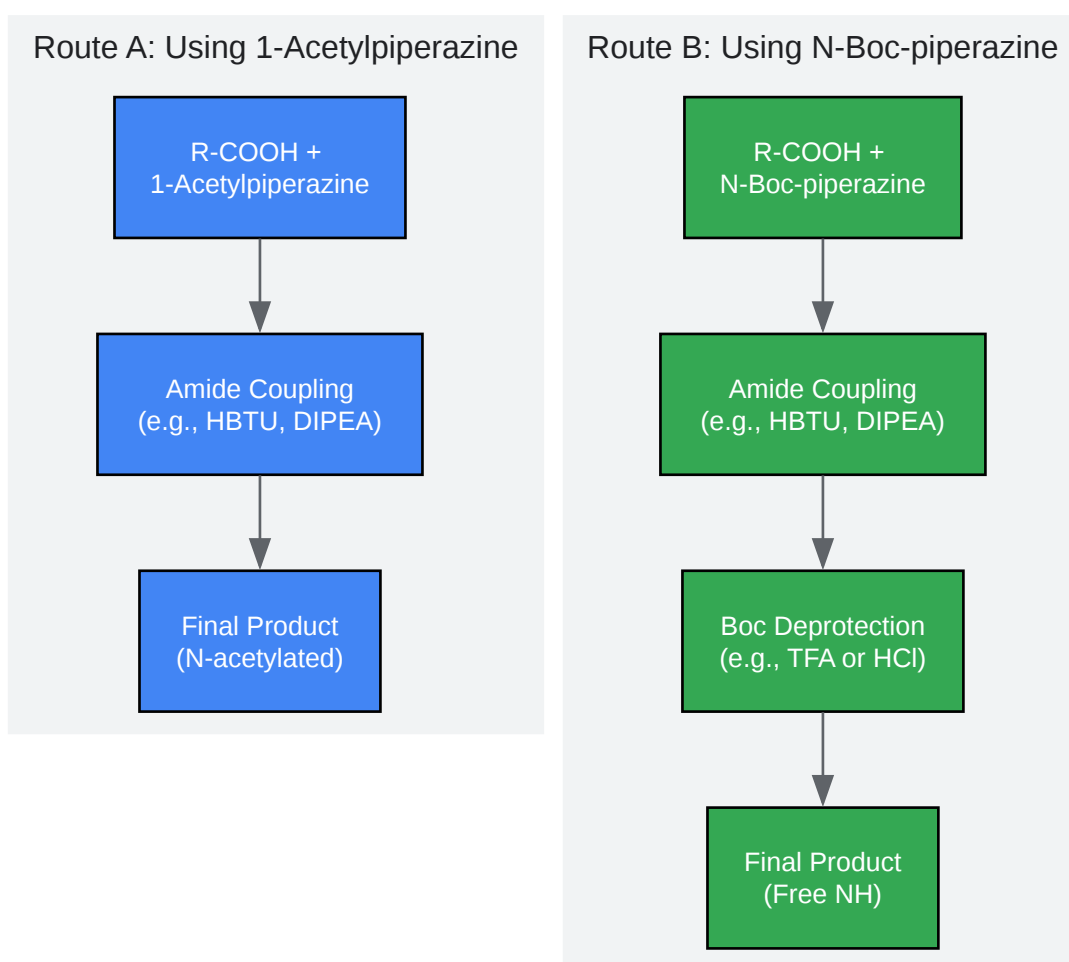 Route A: Using 1-Acetylpiperazine
R-COOH +
1-Acetylpiperazine
Amide Coupling
(e.g., HBTU, DIPEA)
Final Product
(N-acetylated)
Route B: Using N-Boc-piperazine
R-COOH +
N-Boc-piperazine
Amide Coupling
(e.g., HBTU, DIPEA)
Boc Deprotection
(e.g., TFA or HCl)
Final Product
(Free NH)